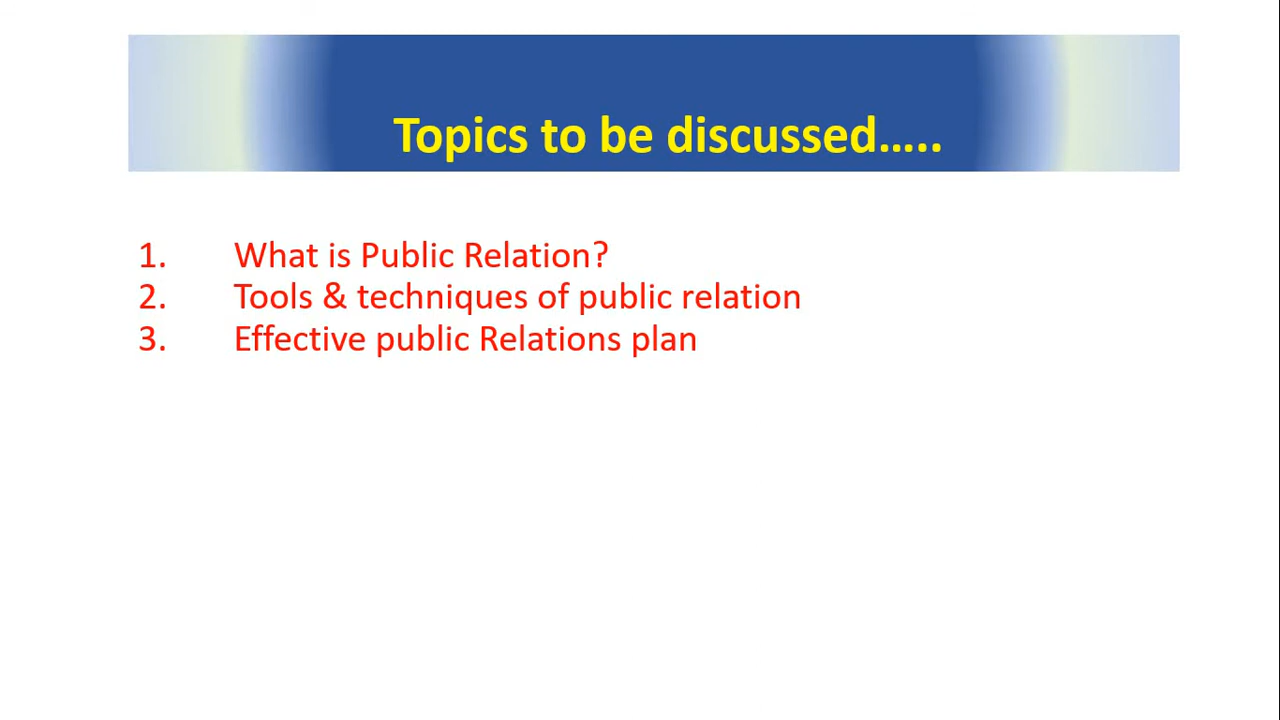 Topics to be discussed.....
1. What is Public Relation?
2. Tools & techniques of public relation
3. Effective public Relations plan